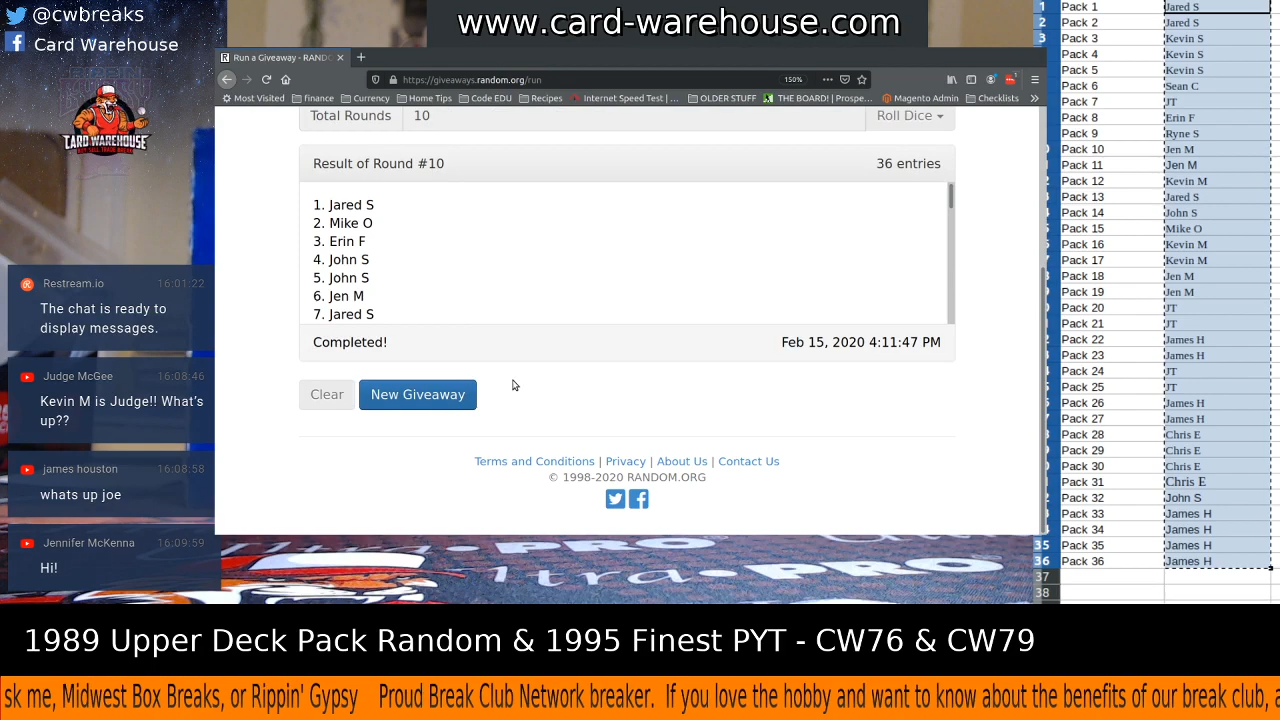 @cwbreaks
Card Warehouse
www.card-warehouse.com
CARD WAREHOUSE
BUY. SELL. TRADE. BREAK
Restream.io 16:01:22
The chat is ready to
display messages.
Judge McGee 16:08:46
Kevin M is Judge!! What's
up??
james houston 16:08:58
whats up joe
Jennifer McKenna 16:09:59
Hi!
Run a Giveaway - RANDO
https://giveaways.random.org/run
150%
Most Visited finance Currency Home Tips Code EDU Recipes Internet Speed Test | ... OLDER STUFF THE BOARD! | Prospe... Magento Admin Checklists
Total Rounds 10 Roll Dice
Result of Round #10 36 entries
1. Jared S
2. Mike O
3. Erin F
4. John S
5. John S
6. Jen M
7. Jared S
Completed! Feb 15, 2020 4:11:47 PM
Clear New Giveaway
Terms and Conditions | Privacy | About Us | Contact Us
© 1998-2020 RANDOM.ORG
1 Pack 1 Jared S
2 Pack 2 Jared S
3 Pack 3 Kevin S
Pack 4 Kevin S
Pack 5 Kevin S
Pack 6 Sean C
Pack 7 JT
Pack 8 Erin F
Pack 9 Ryne S
Pack 10 Jen M
Pack 11 Jen M
Pack 12 Kevin M
Pack 13 Jared S
Pack 14 John S
Pack 15 Mike O
Pack 16 Kevin M
Pack 17 Kevin M
Pack 18 Jen M
Pack 19 Jen M
Pack 20 JT
Pack 21 JT
Pack 22 James H
Pack 23 James H
Pack 24 JT
Pack 25 JT
Pack 26 James H
Pack 27 James H
Pack 28 Chris E
Pack 29 Chris E
Pack 30 Chris E
Pack 31 Chris E
Pack 32 John S
Pack 33 James H
Pack 34 James H
35 Pack 35 James H
36 Pack 36 James H
37
38
Ultra•PRO
1989 Upper Deck Pack Random & 1995 Finest PYT - CW76 & CW79
sk me, Midwest Box Breaks, or Rippin' Gypsy Proud Break Club Network breaker. If you love the hobby and want to know about the benefits of our break club, a